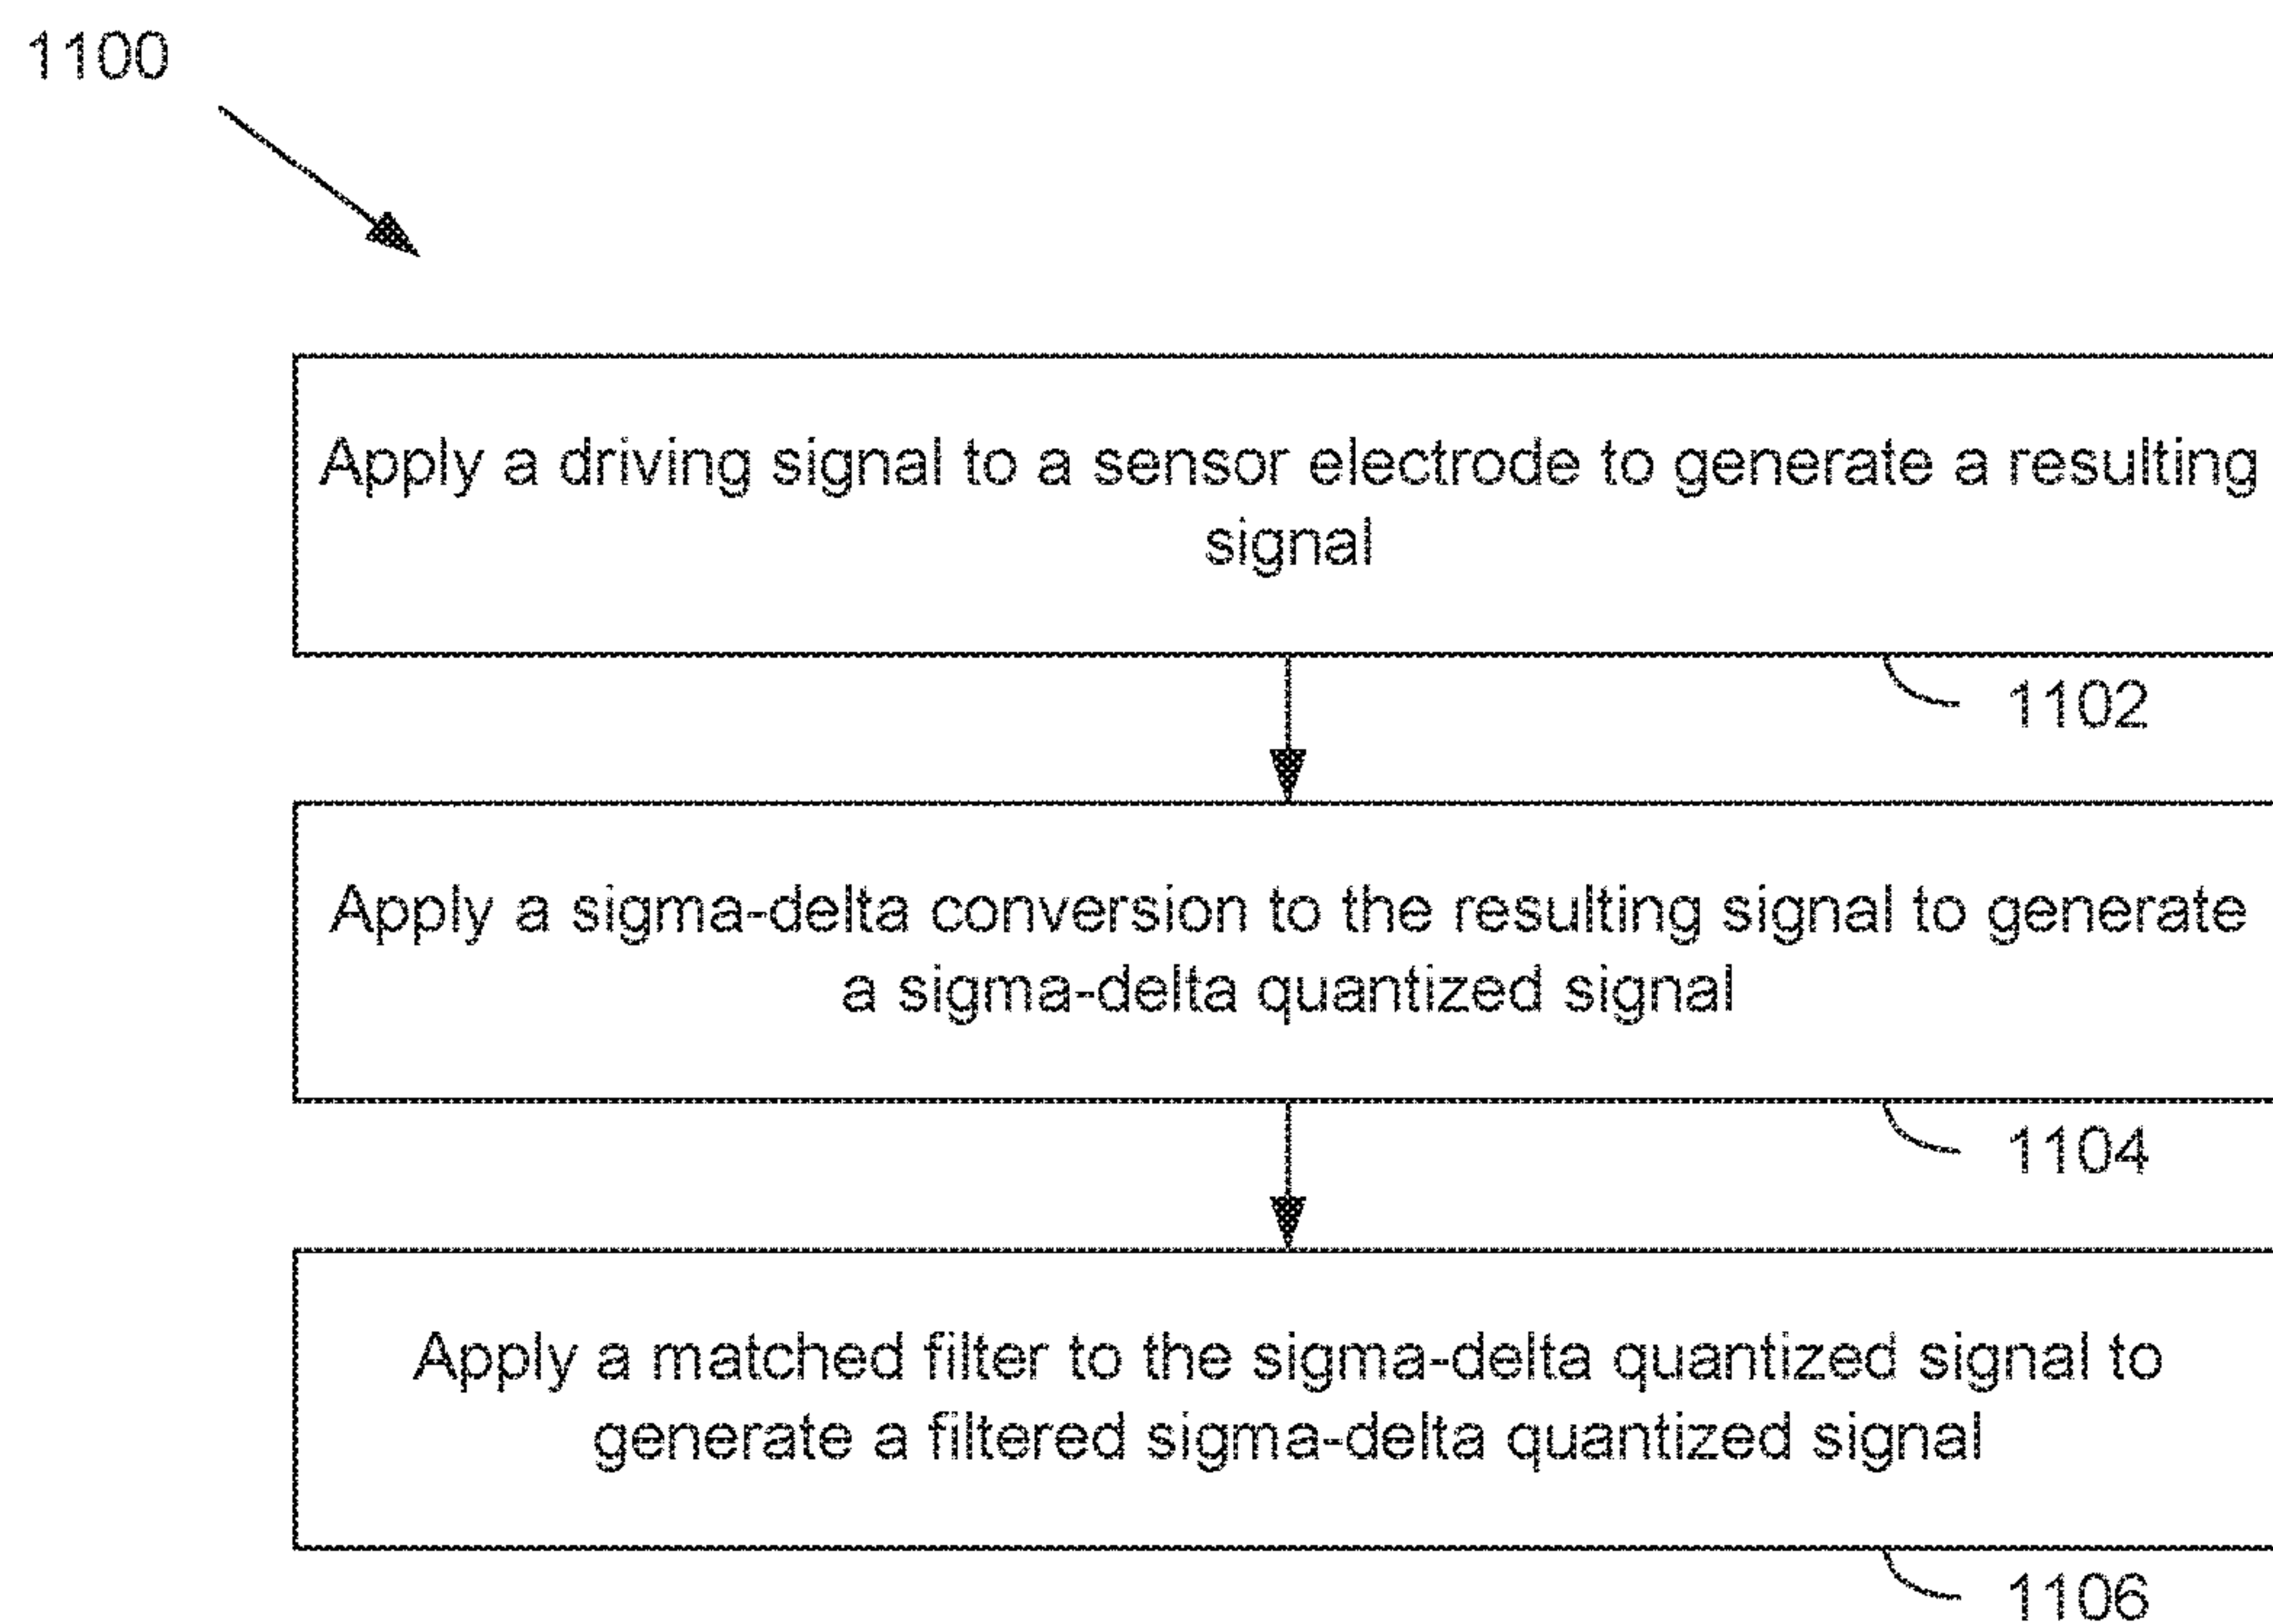 1100
Apply a driving signal to a sensor electrode to generate a resulting
signal
1102
Apply a sigma-delta conversion to the resulting signal to generate
a sigma-delta quantized signal
1104
Apply a matched filter to the sigma-delta quantized signal to
generate a filtered sigma-delta quantized signal
1106